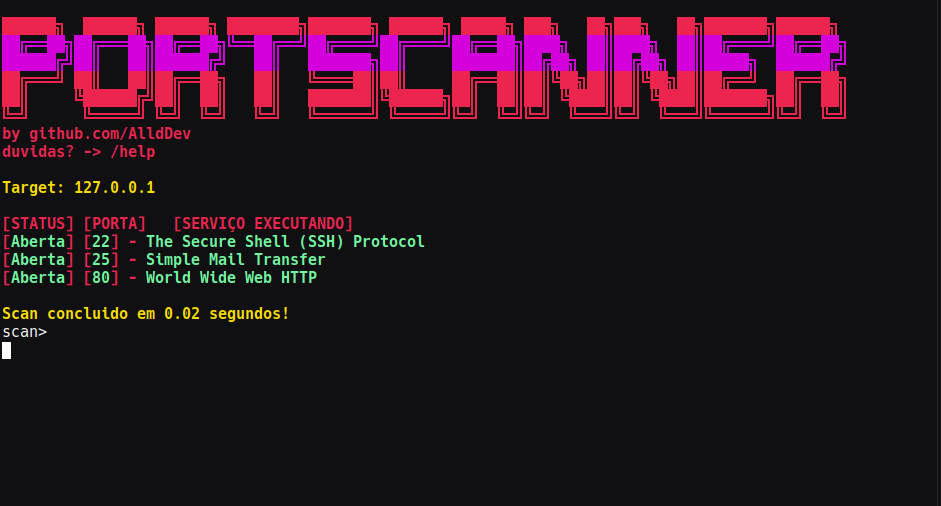 PORTSCANNER
by github.com/AlldDev
duvidas? -> /help
Target: 127.0.0.1
[STATUS] [PORTA] [SERVIÇO EXECUTANDO]
[Aberta] [22] - The Secure Shell (SSH) Protocol
[Aberta] [25] - Simple Mail Transfer
[Aberta] [80] - World Wide Web HTTP
Scan concluido em 0.02 segundos!
scan>